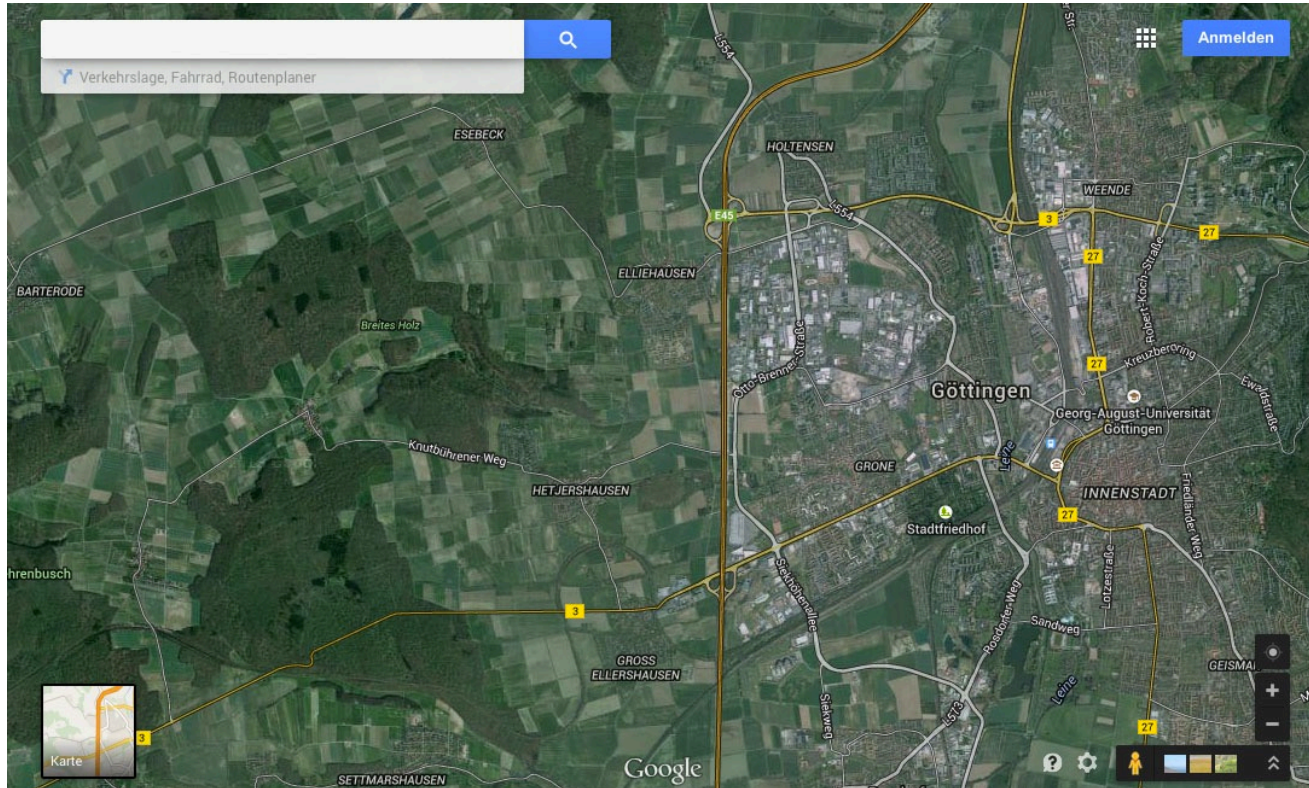 L554
Str.
Anmelden
Verkehrslage, Fahrrad, Routenplaner
ESEBECK
HOLTENSEN
WEENDE
E45
L554
3
27
27
ELLIEHAUSEN
BARTERODE
Robert-Koch-Straße
Breites Holz
Otto-Brenner-Straße
Kreuzbergring
27
Ewaldstraße
Göttingen
Georg-August-Universität
Göttingen
Knutbührener Weg
Leine
GRONE
HETJERSHAUSEN
INNENSTADT
Friedländer Weg
27
Stadtfriedhof
hrenbusch
Siekhöhenallee
Lotzestraße
3
Rosdorfer Weg
Sandweg
GROSS
ELLERSHAUSEN
GEISMA
Leine
L573
Siekweg
27
3
Karte
Google
SETTMARSHAUSEN